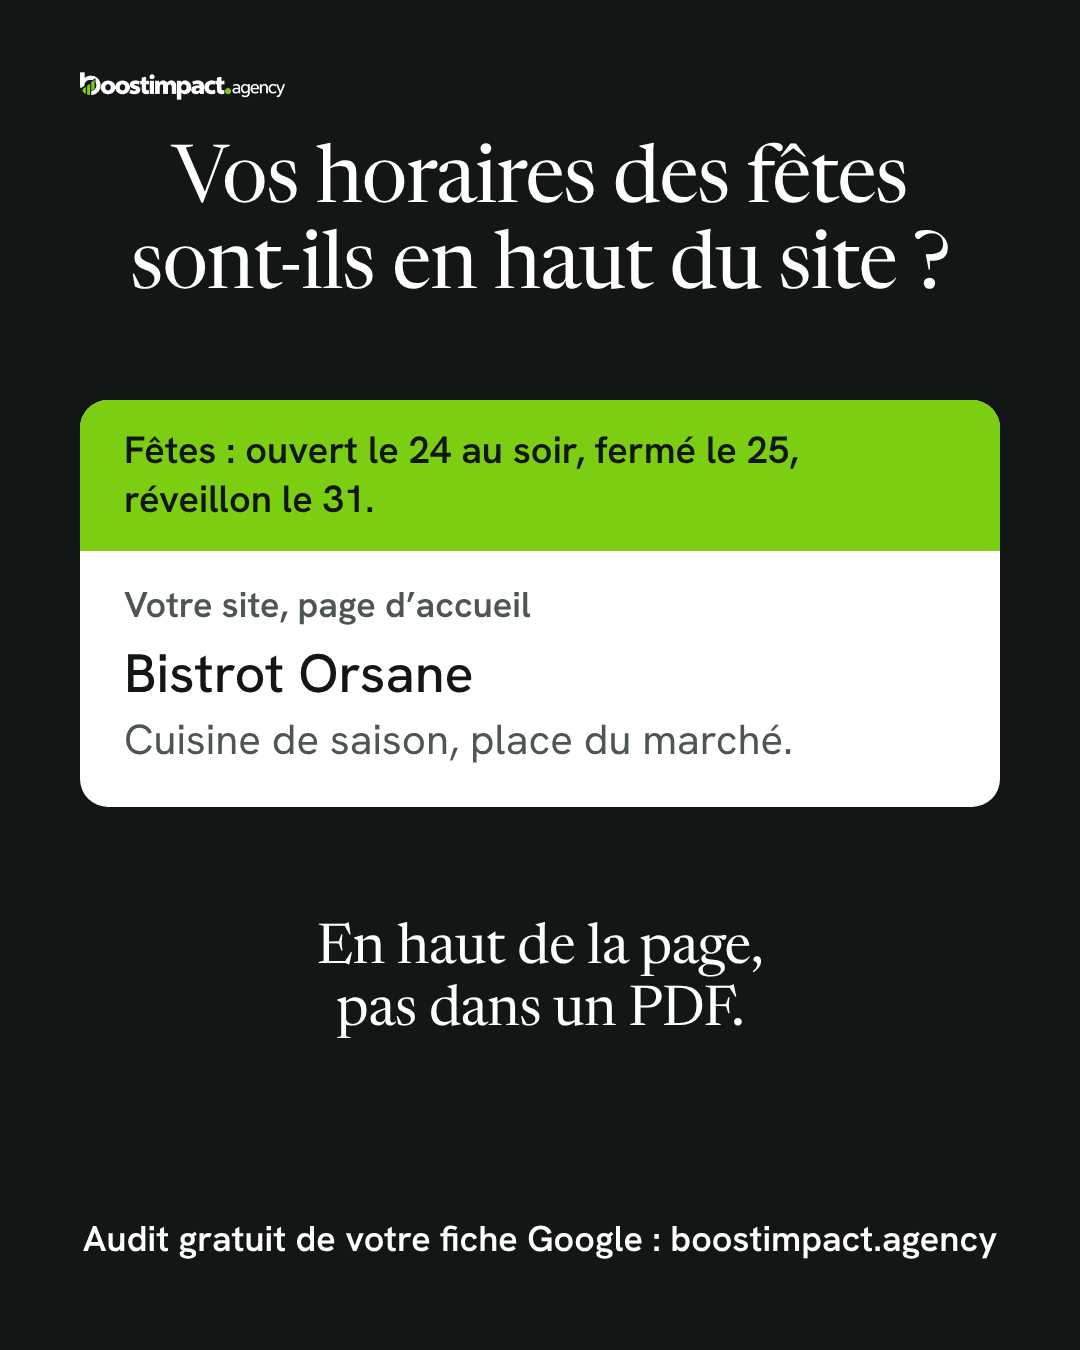 boostimpact.agency
Vos horaires des fêtes
sont-ils en haut du site ?
Fêtes : ouvert le 24 au soir, fermé le 25,
réveillon le 31.
Votre site, page d’accueil
Bistrot Orsane
Cuisine de saison, place du marché.
En haut de la page,
pas dans un PDF.
Audit gratuit de votre fiche Google : boostimpact.agency